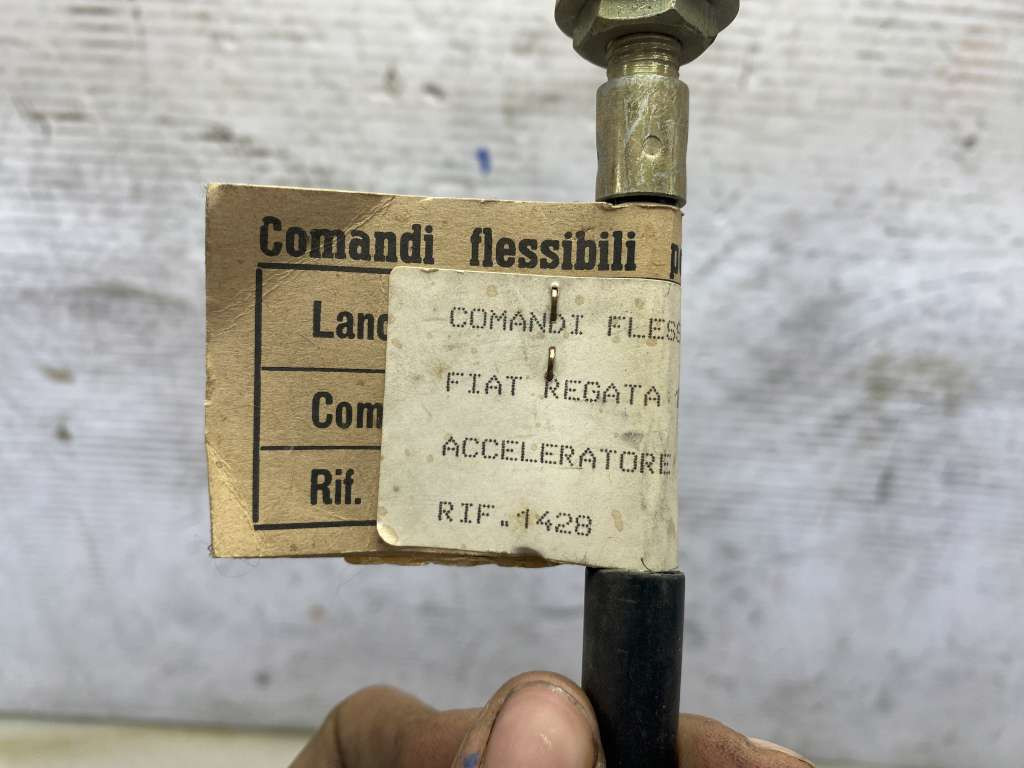 Comandi flessibili
Lanc
COMANDI FLESS
FIAT REGATA
Com
ACCELERATORE
Rif.
RIF.1428